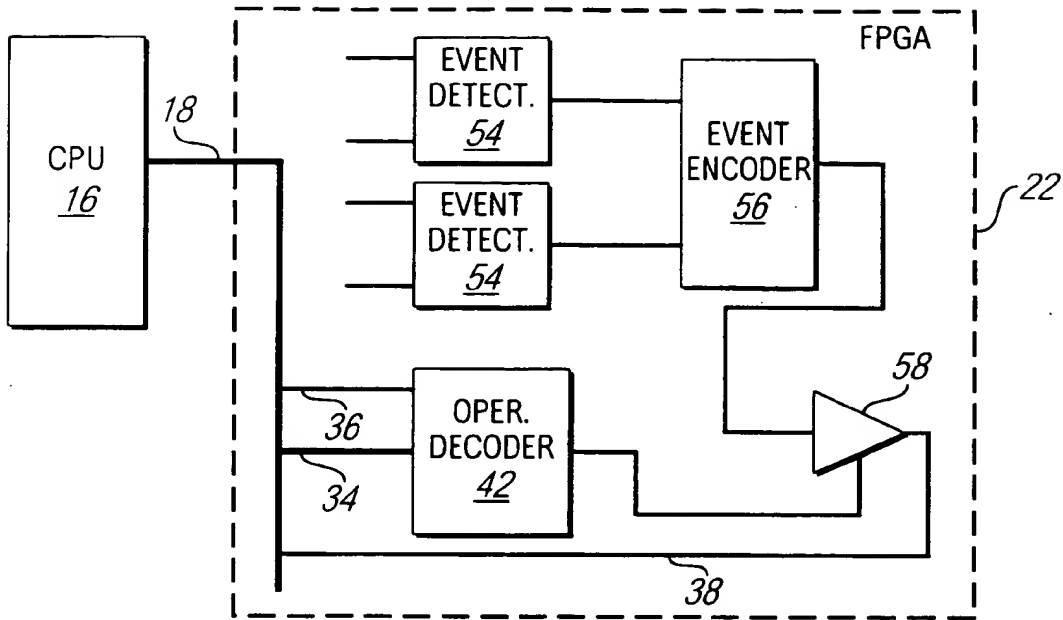 FPGA
CPU
16
18
EVENT
DETECT.
54
EVENT
DETECT.
54
EVENT
ENCODER
56
22
OPER.
DECODER
42
36
34
58
38